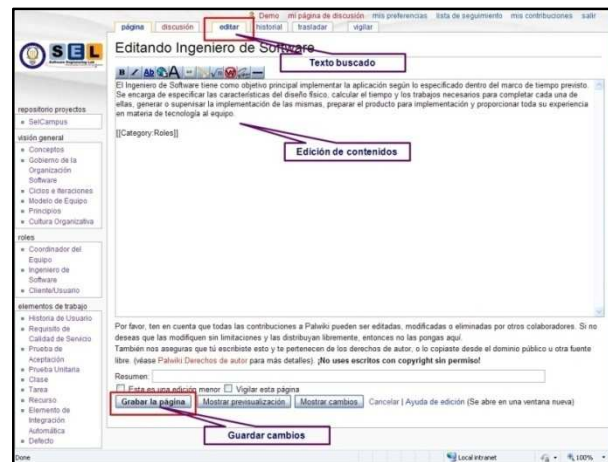 Demo mi página de discusión mis preferencias lista de seguimiento mis contribuciones salir
página discusión editar historial trasladar vigilar
SEL
Editando Ingeniero de Software
Texto buscado
El Ingeniero de Software tiene como objetivo principal implementar la aplicación según lo especificado dentro del marco de tiempo previsto.
Se encarga de especificar las características del diseño físico, calcular el tiempo y los trabajos necesarios para completar cada una de
ellas, generar o supervisar la implementación de las mismas, preparar el producto para implementación y proporcionar toda su experiencia
en materia de tecnología al equipo.
[[Category:Roles]]
Edición de contenidos
repositorio proyectos
SelCampus
visión general
Conceptos
Gobierno de la
Organización
Software
Ciclos e Iteraciones
Modelo de Equipo
Principios
Cultura Organizativa
roles
Coordinador del
Equipo
Ingeniero de
Software
Cliente/Usuario
elementos de trabajo
Historia de Usuario
Requisito de
Calidad de Servicio
Prueba de
Aceptación
Prueba Unitaria
Clase
Tarea
Recurso
Elemento de
Integración
Automática
Defecto
Por favor, ten en cuenta que todas las contribuciones a Palwiki pueden ser editadas, modificadas o eliminadas por otros colaboradores. Si no
deseas que las modifiquen sin limitaciones y las distribuyan libremente, entonces no las pongas aquí.
También nos aseguras que tú escribiste esto y te pertenecen de los derechos de autor, o lo copiaste desde el dominio público u otra fuente
libre. (véase Palwiki Derechos de autor para más detalles). ¡No uses escritos con copyright sin permiso!
Resumen:
Esta es una edición menor Vigilar esta página
Grabar la página Mostrar previsualización Mostrar cambios Cancelar | Ayuda de edición (Se abre en una ventana nueva)
Guardar cambios
Done Local intranet 100%